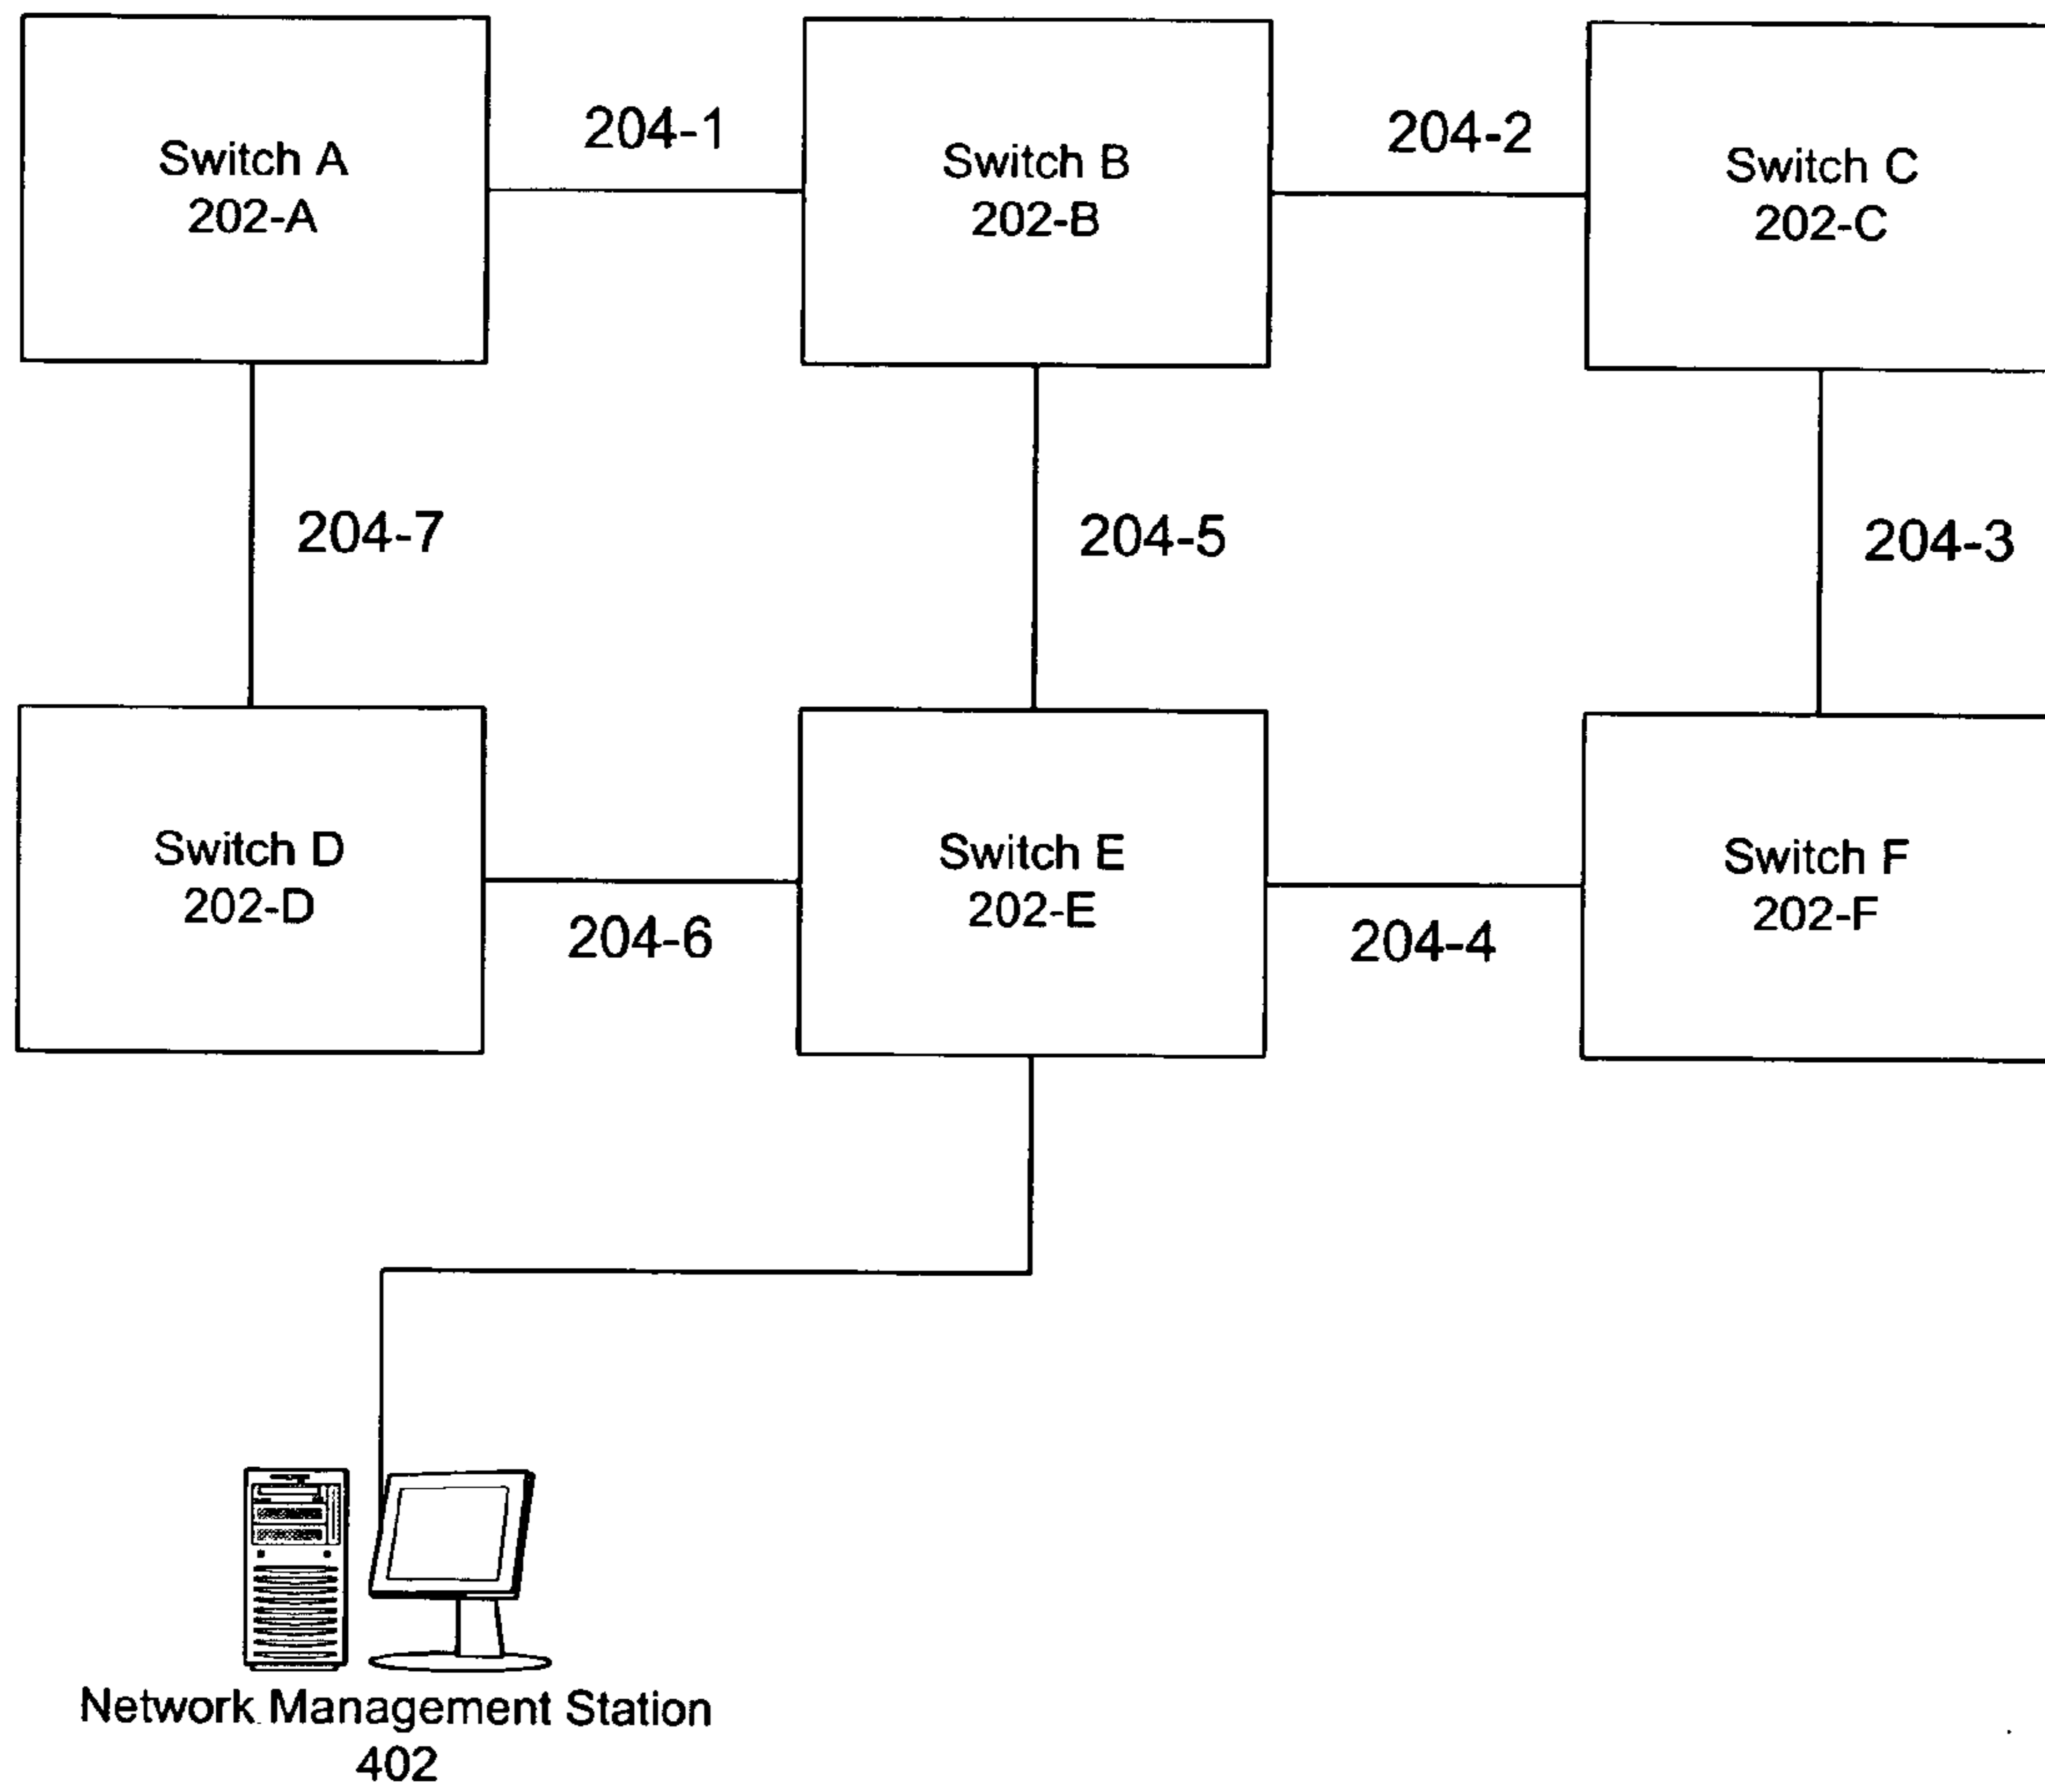 Switch A
202-A
204-1
Switch B
202-B
204-2
Switch C
202-C
204-7
204-5
204-3
Switch D
202-D
204-6
Switch E
202-E
204-4
Switch F
202-F
Network Management Station
402